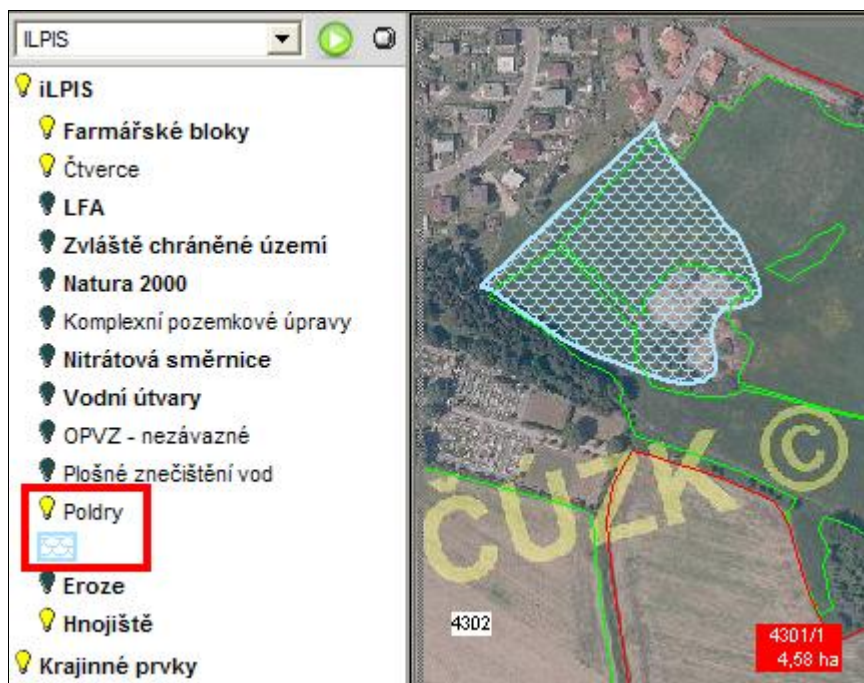 ILPIS
iLPIS
Farmářské bloky
Čtverce
LFA
Zvláště chráněné území
Natura 2000
Komplexní pozemkové úpravy
Nitrátová směrnice
Vodní útvary
OPVZ - nezávazné
Plošné znečištění vod
Poldry
Eroze
Hnojiště
Krajinné prvky
ČÚZK ©
4302
4301/1
4,58 ha